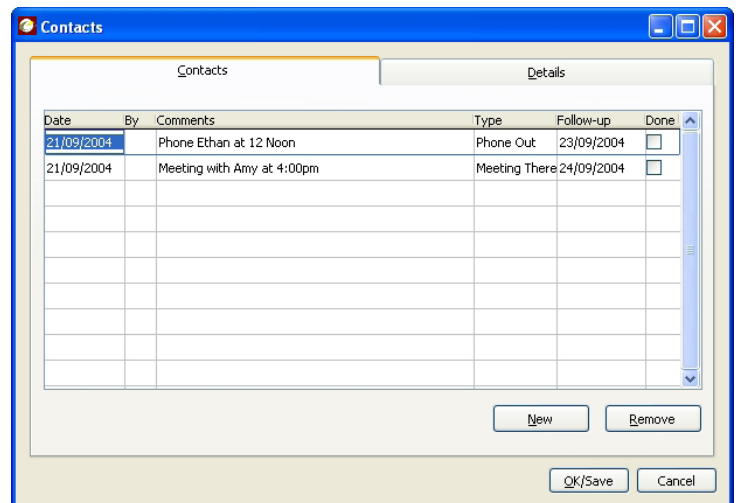 Contacts
Contacts Details
Date By Comments Type Follow-up Done
21/09/2004 Phone Ethan at 12 Noon Phone Out 23/09/2004
21/09/2004 Meeting with Amy at 4:00pm Meeting There 24/09/2004
New Remove
OK/Save Cancel